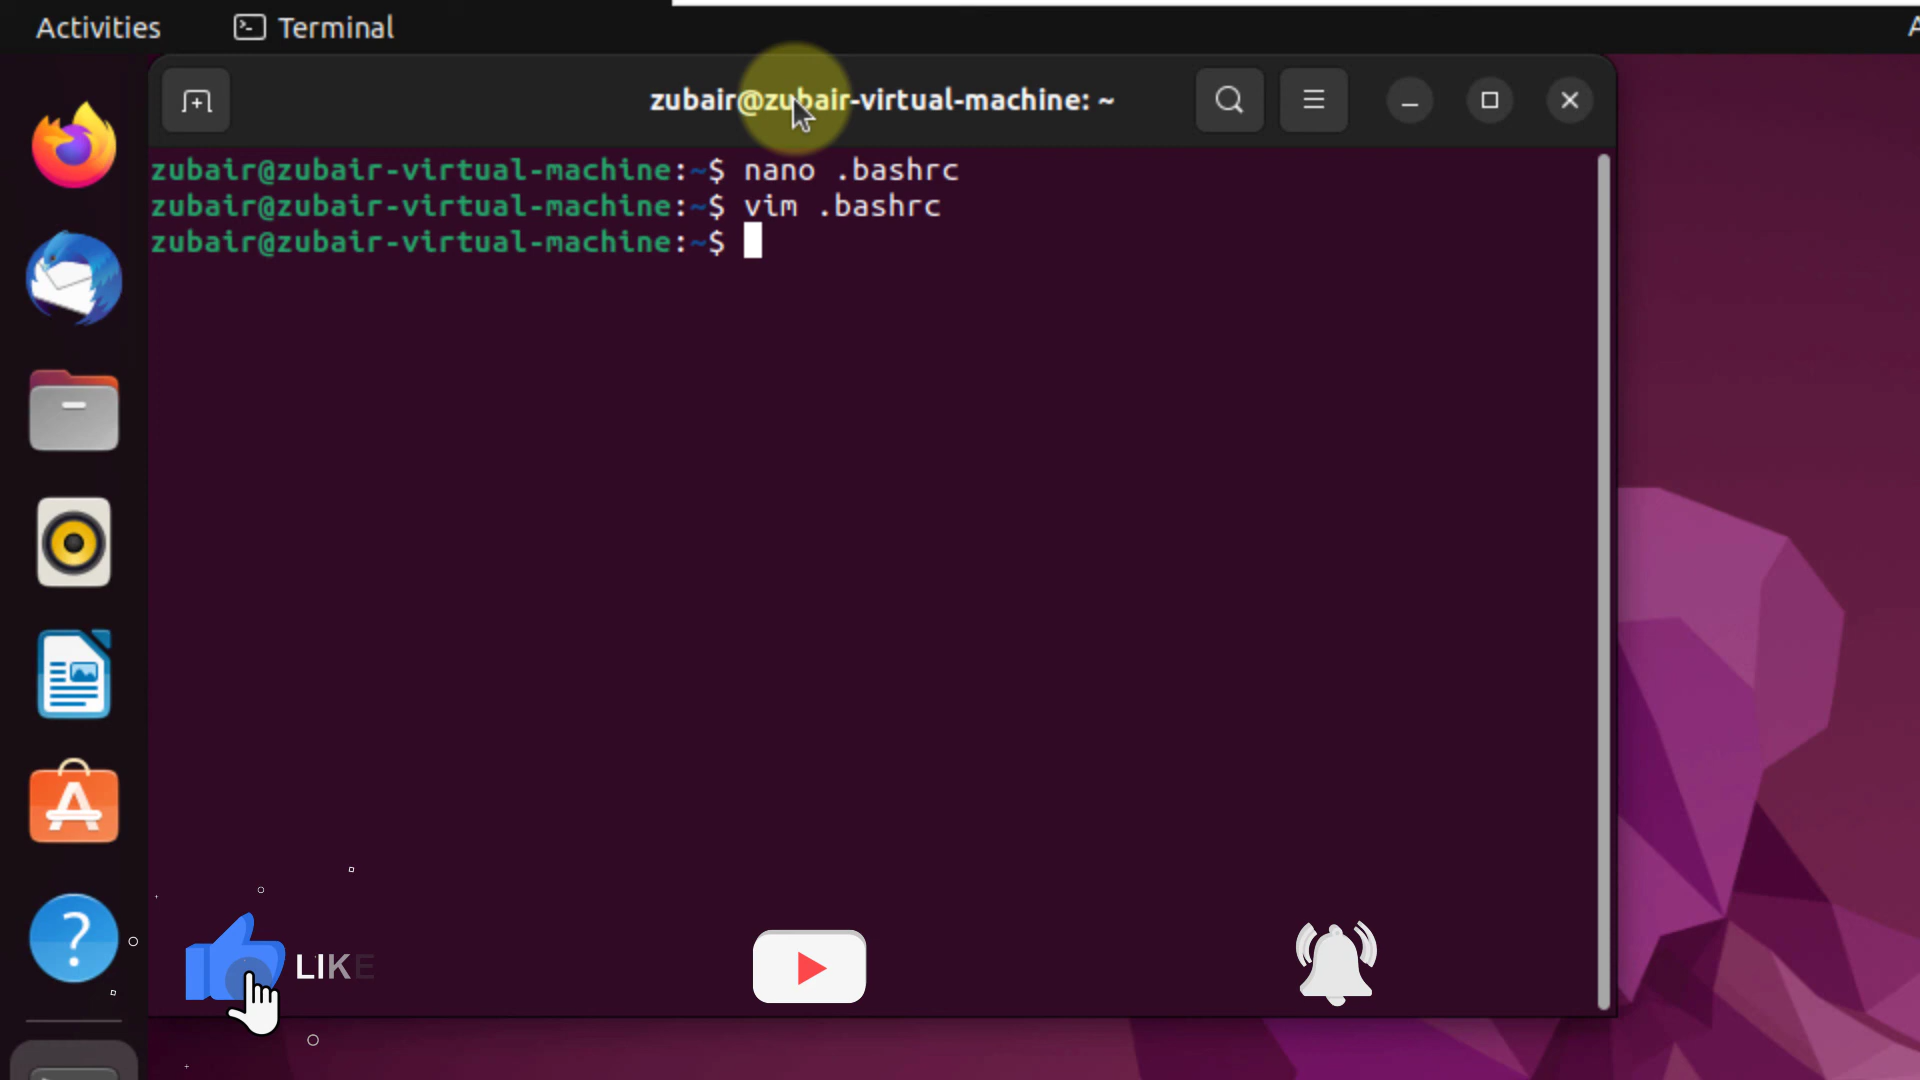 Activities
Terminal
zubair@zubair-virtual-machine: ~
zubair@zubair-virtual-machine:~$ nano .bashrc
zubair@zubair-virtual-machine:~$ vim .bashrc
zubair@zubair-virtual-machine:~$
LIKE